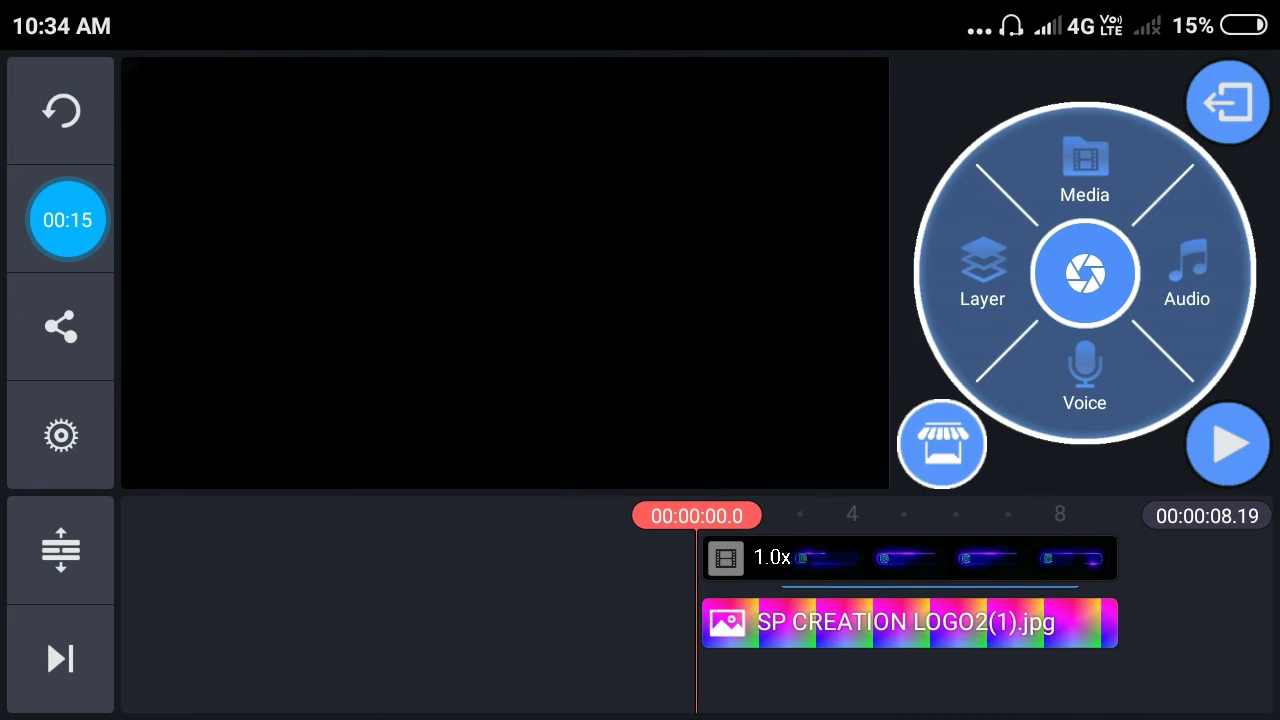 10:34 AM
4G VoLTE 15%
00:15
Media
Layer
Audio
Voice
00:00:00.0
4
8
00:00:08.19
1.0x
SP CREATION LOGO2(1).jpg